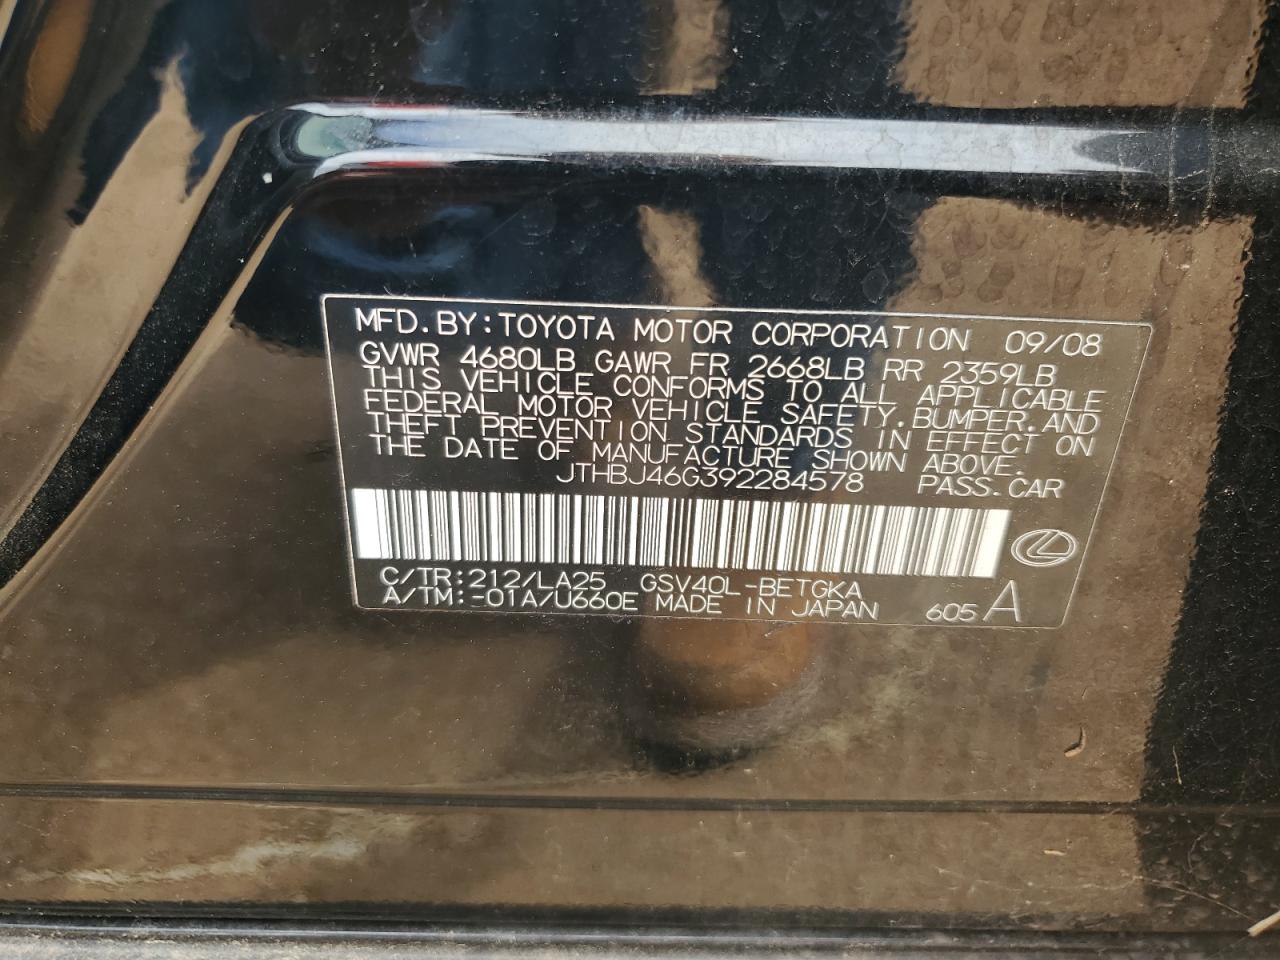 MFD.BY:TOYOTA MOTOR CORPORATION 09/08
GVWR 4680LB GAWR FR 2668LB RR 2359LB
THIS VEHICLE CONFORMS TO ALL APPLICABLE
FEDERAL MOTOR VEHICLE SAFETY.BUMPER.AND
THEFT PREVENTION STANDARDS IN EFFECT ON
THE DATE OF MANUFACTURE SHOWN ABOVE.
JTHBJ46G392284578 PASS.CAR
C/TR:212/LA25 GSV40L-BETGKA
A/TM:-01A/U660E MADE IN JAPAN 605 A